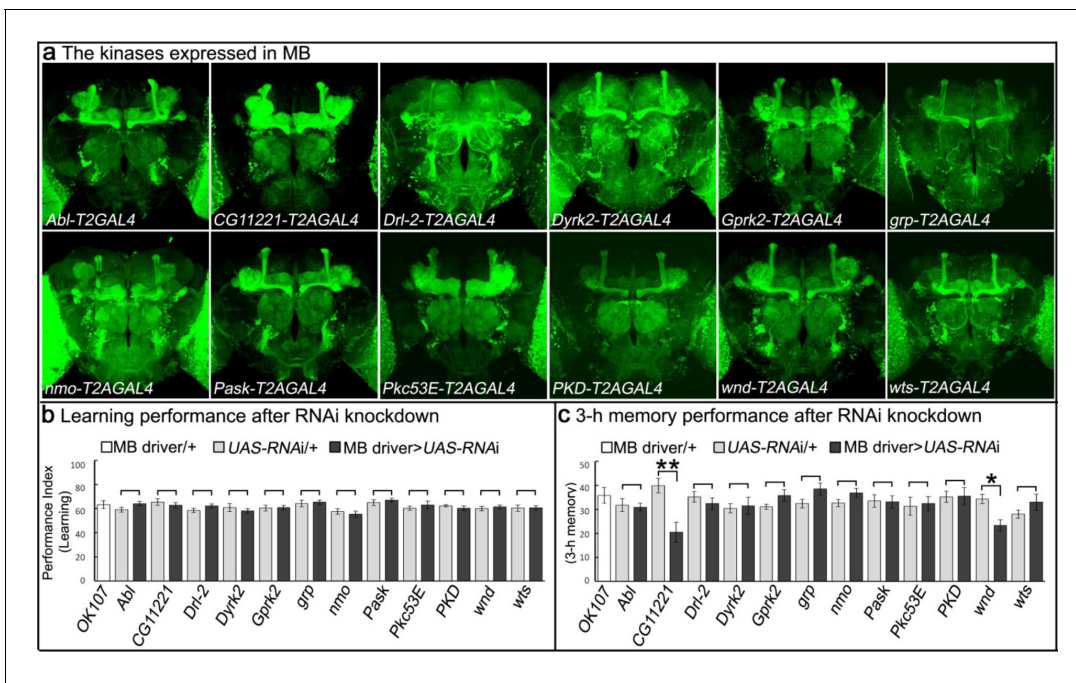 a The kinases expressed in MB
Abl-T2GAL4 CG11221-T2AGAL4 Drl-2-T2AGAL4 Dyrk2-T2AGAL4 Gprk2-T2AGAL4 grp-T2AGAL4
nmo-T2AGAL4 Pask-T2AGAL4 Pkc53E-T2AGAL4 PKD-T2AGAL4 wnd-T2AGAL4 wts-T2AGAL4
b Learning performance after RNAi knockdown
MB driver/+ UAS-RNAi/+ MB driver>UAS-RNAi
Performance Index
(Learning)
100
80
60
40
20
0
OK107 Abl CG11221 Drl-2 Dyrk2 Gprk2 grp nmo Pask Pkc53E PKD wnd wts
c 3-h memory performance after RNAi knockdown
MB driver/+ UAS-RNAi/+ MB driver>UAS-RNAi
(3-h memory)
50
40
30
20
10
0
** *
OK107 Abl CG11221 Drl-2 Dyrk2 Gprk2 grp nmo Pask Pkc53E PKD wnd wts